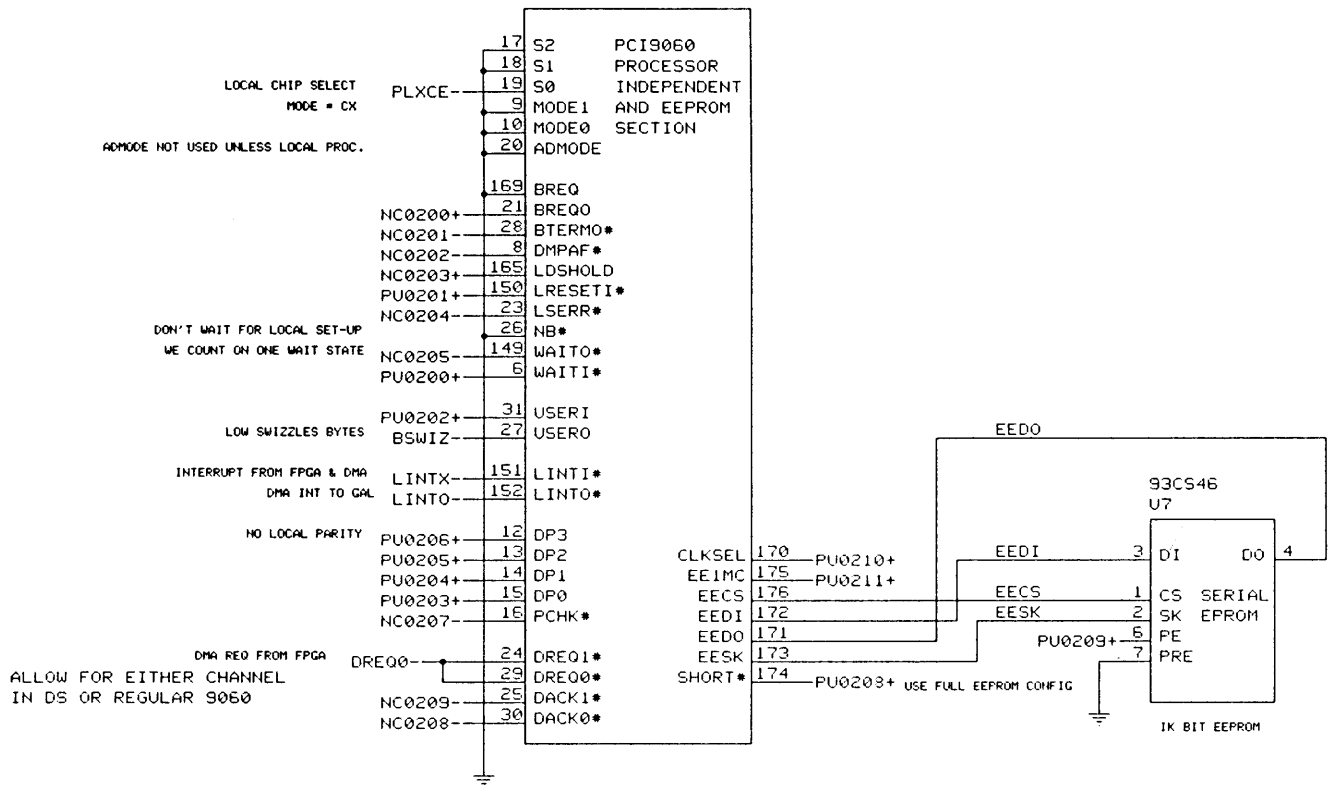 17 S2 PCI9060
18 S1 PROCESSOR
LOCAL CHIP SELECT PLXCE- 19 S0 INDEPENDENT
MODE = CX 9 MODE1 AND EEPROM
10 MODE0 SECTION
ADMODE NOT USED UNLESS LOCAL PROC. 20 ADMODE
169 BREQ
NC0200+ 21 BREQO
NC0201- 28 BTERMO*
NC0202- 8 DMPAF*
NC0203+ 165 LDSHOLD
PU0201+ 150 LRESETI*
NC0204- 23 LSERR*
DON'T WAIT FOR LOCAL SET-UP 26 NB*
WE COUNT ON ONE WAIT STATE NC0205- 149 WAITO*
PU0200+ 6 WAITI*
PU0202+ 31 USERI
LOW SWIZZLES BYTES BSWIZ- 27 USERO
INTERRUPT FROM FPGA & DMA LINTX- 151 LINTI*
DMA INT TO GAL LINTO- 152 LINTO*
NO LOCAL PARITY PU0206+ 12 DP3
PU0205+ 13 DP2
PU0204+ 14 DP1
PU0203+ 15 DP0
NC0207- 16 PCHK*
DMA REQ FROM FPGA DREQ0- 24 DREQ1*
ALLOW FOR EITHER CHANNEL 29 DREQ0*
IN DS OR REGULAR 9060
NC0209- 25 DACK1*
NC0208- 30 DACK0*
CLKSEL 170 PU0210+
EE1MC 175 PU0211+
EECS 176 EECS
EEDI 172 EEDI
EEDO 171 EEDO
EESK 173 EESK
SHORT* 174 PU0208+ USE FULL EEPROM CONFIG
93CS46
U7
3 DI DO 4
1 CS SERIAL
2 SK EPROM
PU0209+ 6 PE
7 PRE
1K BIT EEPROM